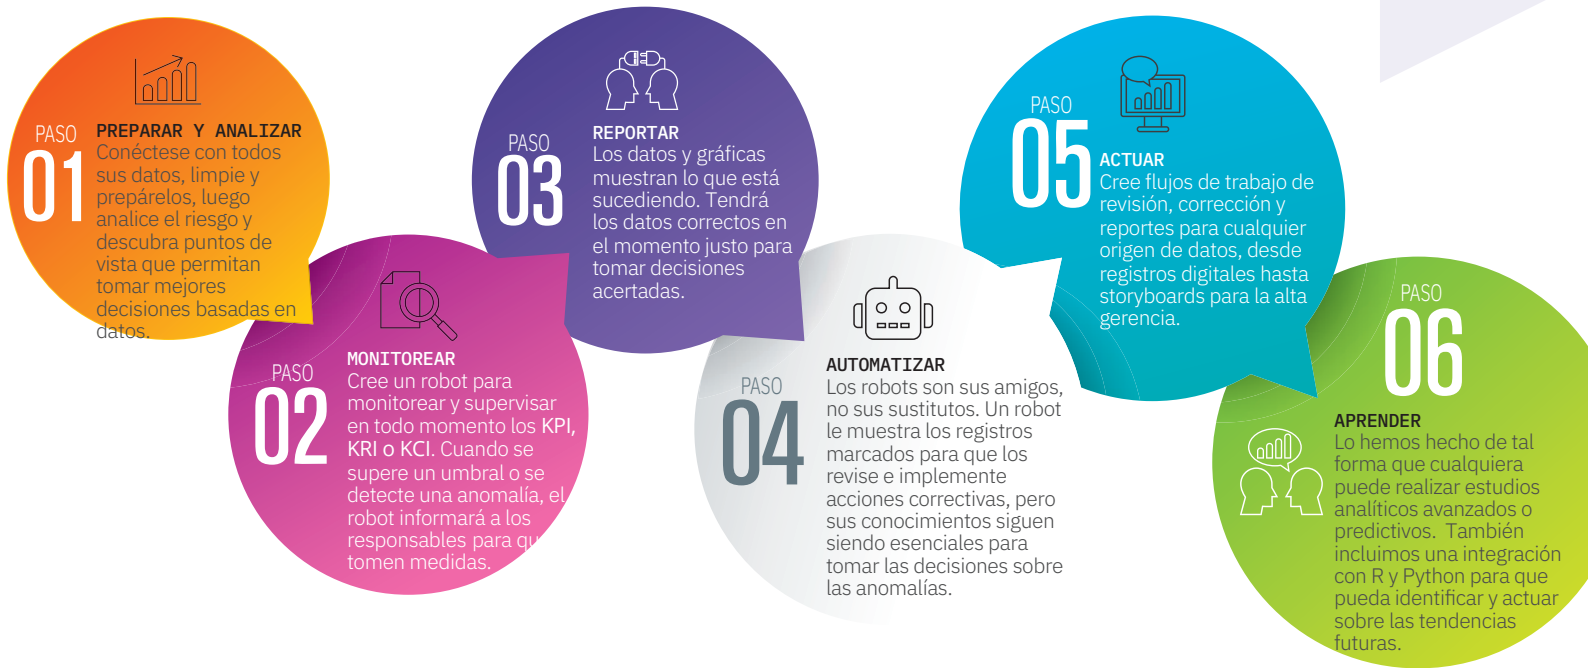 PASO
01
PREPARAR Y ANALIZAR
Conéctese con todos
sus datos, limpie y
prepárelos, luego
analice el riesgo y
descubra puntos de
vista que permitan
tomar mejores
decisiones basadas en
datos.
PASO
02
MONITOREAR
Cree un robot para
monitorear y supervisar
en todo momento los KPI,
KRI o KCI. Cuando se
supere un umbral o se
detecte una anomalía, el
robot informará a los
responsables para qu
tomen medidas.
PASO
03
REPORTAR
Los datos y gráficas
muestran lo que está
sucediendo. Tendrá
los datos correctos en
el momento justo para
tomar decisiones
acertadas.
PASO
04
AUTOMATIZAR
Los robots son sus amigos,
no sus sustitutos. Un robot
le muestra los registros
marcados para que los
revise e implemente
acciones correctivas, pero
sus conocimientos siguen
siendo esenciales para
tomar las decisiones sobre
las anomalías.
PASO
05
ACTUAR
Cree flujos de trabajo de
revisión, corrección y
reportes para cualquier
origen de datos, desde
registros digitales hasta
storyboards para la alta
gerencia.
PASO
06
APRENDER
Lo hemos hecho de tal
forma que cualquiera
puede realizar estudios
analíticos avanzados o
predictivos. También
incluimos una integración
con R y Python para que
pueda identificar y actuar
sobre las tendencias
futuras.